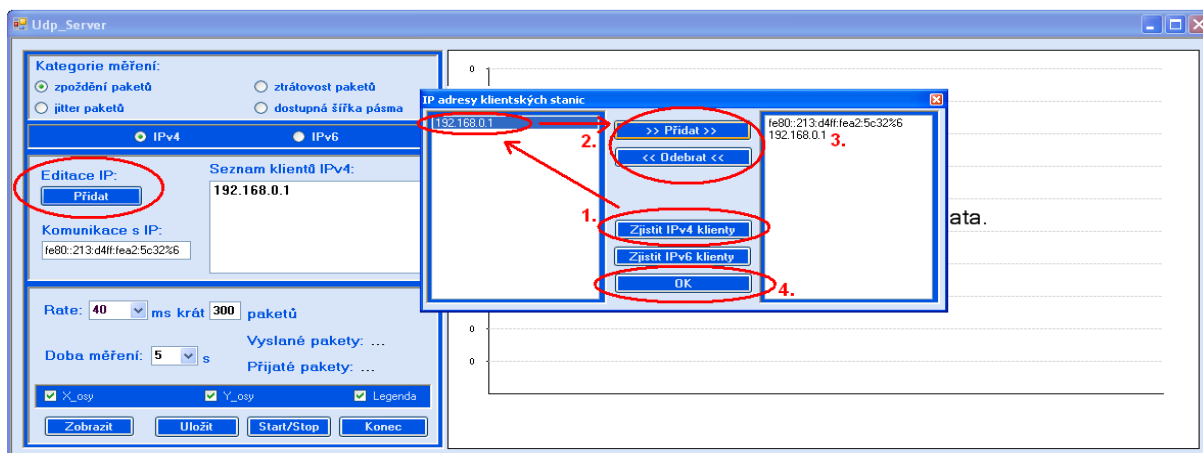 Udp_Server
Kategorie měření:
zpoždění paketů
ztrátovost paketů
jitter paketů
dostupná šířka pásma
IPv4
IPv6
Editace IP:
Přidat
Seznam klientů IPv4:
192.168.0.1
Komunikace s IP:
fe80::213:d4ff:fea2:5c32%6
Rate: 40 ms krát 300 paketů
Vyslané pakety: ...
Doba měření: 5 s
Přijaté pakety: ...
X_osy
Y_osy
Legenda
Zobrazit
Uložit
Start/Stop
Konec
IP adresy klientských stanic
192.168.0.1
>> Přidat >>
2.
<< Odebrat <<
fe80::213:d4ff:fea2:5c32%6
192.168.0.1
3.
1.
Zjistit IPv4 klienty
Zjistit IPv6 klienty
OK
4.
ata.
0
0
0